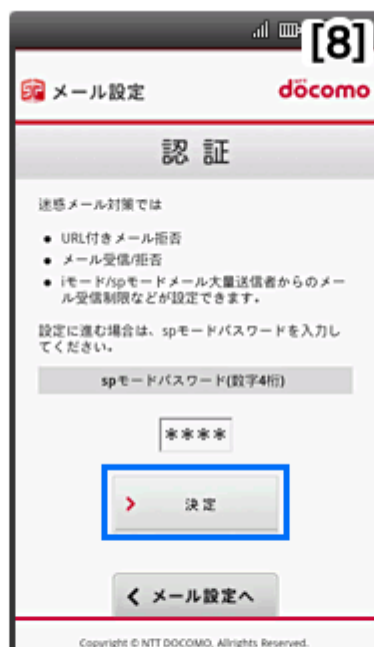 [8]
メール設定 döcomo
認 証
迷惑メール対策では
● URL付きメール拒否
● メール受信/拒否
● iモード/spモードメール大量送信者からのメー
ル受信制限などが設定できます。
設定に進む場合は、spモードパスワードを入力し
てください。
spモードパスワード(数字4桁)
****
決定
メール設定へ
Copyright © NTT DOCOMO. Allrights Reserved.